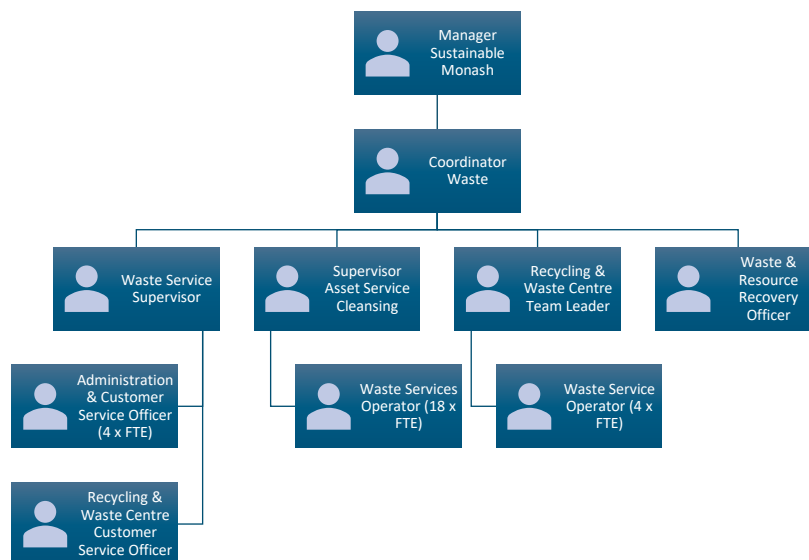 Manager
Sustainable
Monash
Coordinator
Waste
Waste Service
Supervisor
Supervisor
Asset Service
Cleansing
Recycling &
Waste Centre
Team Leader
Waste &
Resource
Recovery
Officer
Administration
& Customer
Service Officer
(4 x FTE)
Waste Services
Operator (18 x
FTE)
Waste Service
Operator (4 x
FTE)
Recycling &
Waste Centre
Customer
Service Officer